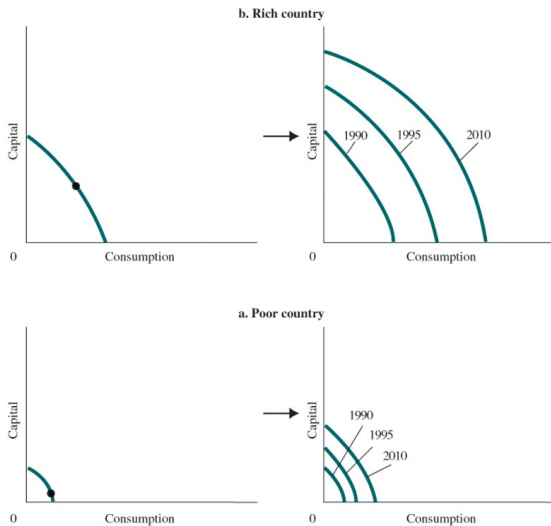 b. Rich country
Capital
0
Consumption
Capital
1990
1995
2010
0
Consumption
a. Poor country
Capital
0
Consumption
Capital
1990
1995
2010
0
Consumption